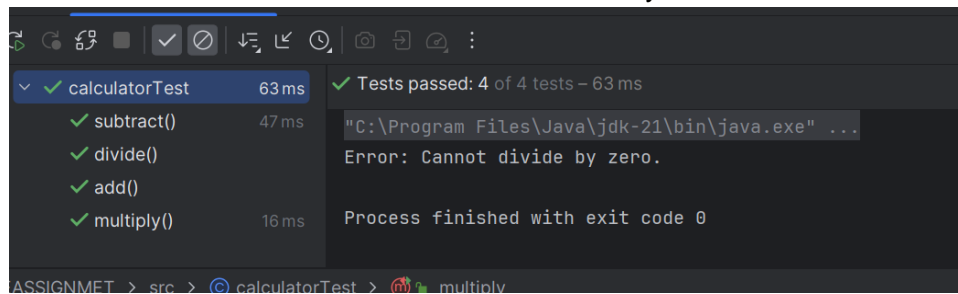 calculatorTest 63 ms
subtract() 47 ms
divide()
add()
multiply() 16 ms
Tests passed: 4 of 4 tests – 63 ms
"C:\Program Files\Java\jdk-21\bin\java.exe" ...
Error: Cannot divide by zero.
Process finished with exit code 0
ASSIGNMET > src > calculatorTest > multiply